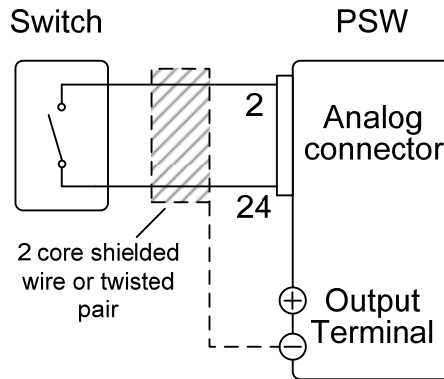 Switch
PSW
2
Analog
connector
24
2 core shielded
wire or twisted
pair
+
Output
Terminal
−